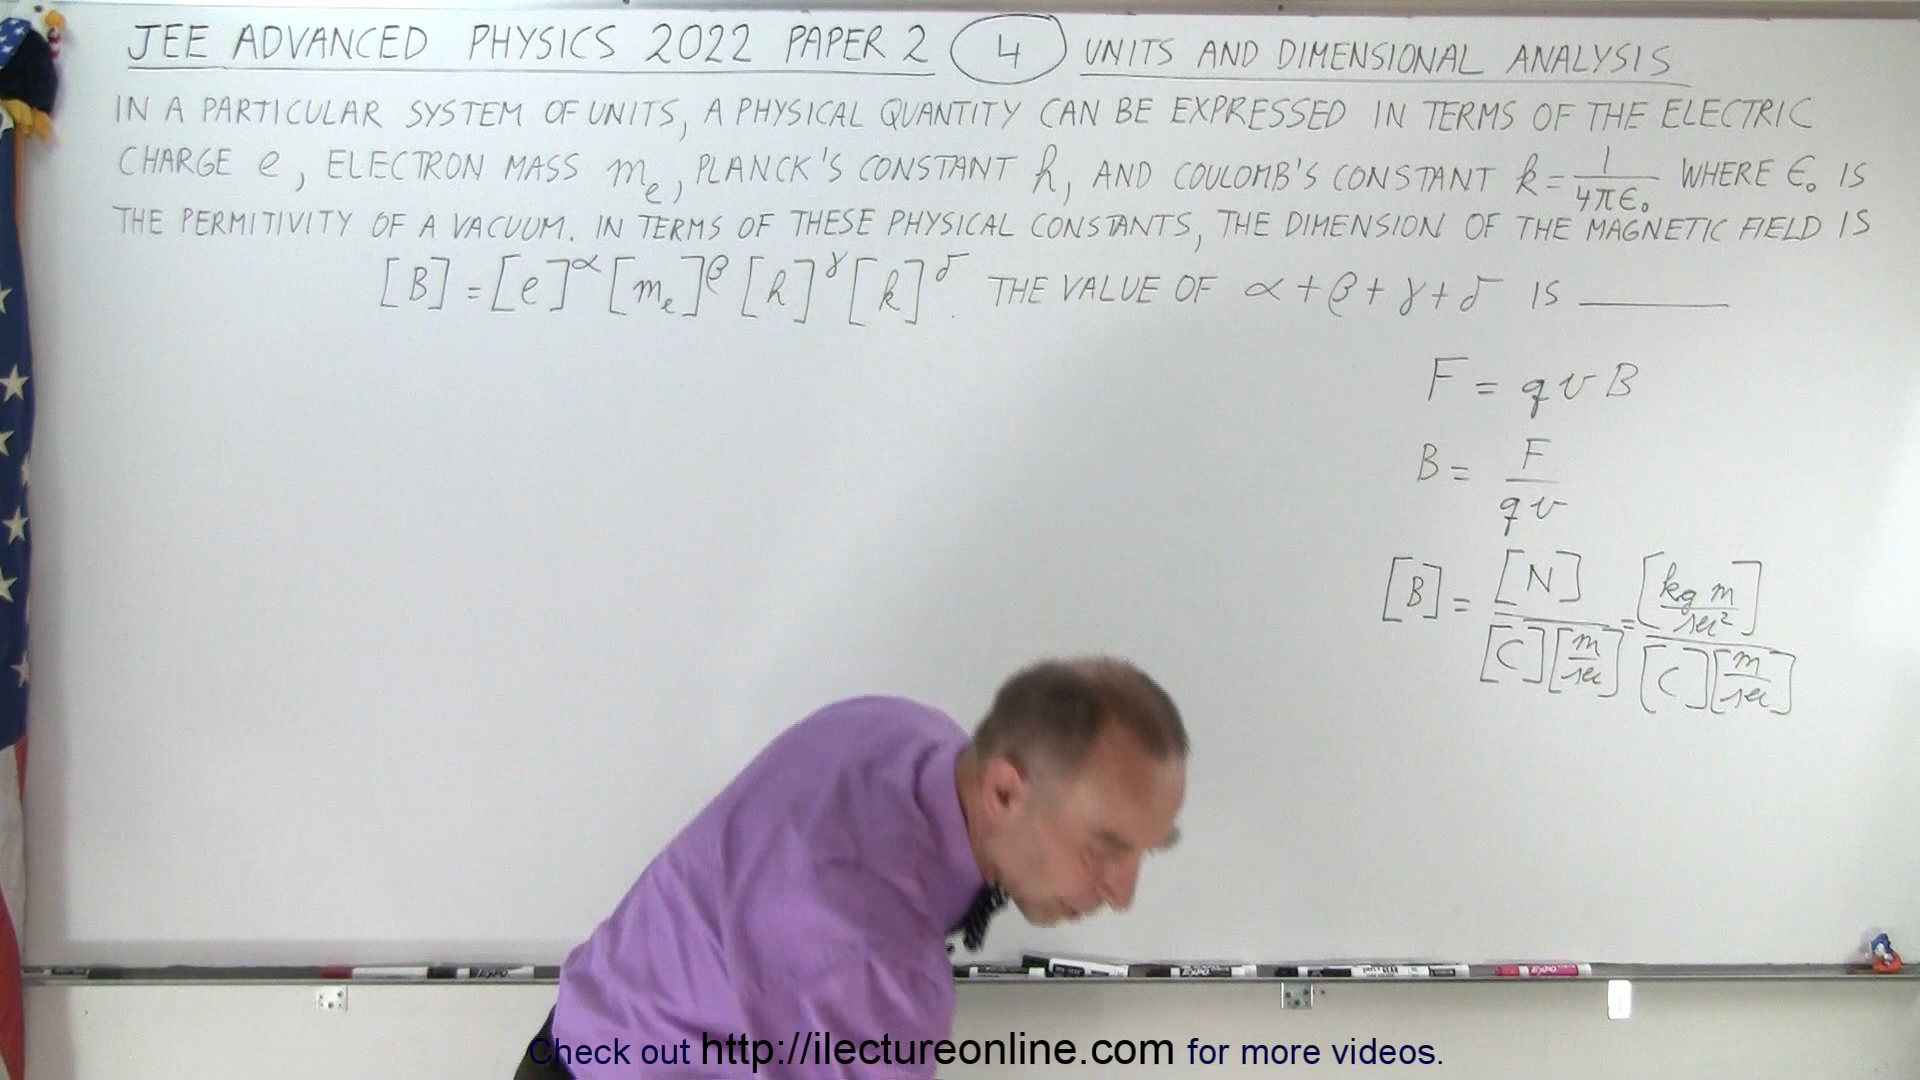 JEE ADVANCED PHYSICS 2022 PAPER 2 (4) UNITS AND DIMENSIONAL ANALYSIS
IN A PARTICULAR SYSTEM OF UNITS, A PHYSICAL QUANTITY CAN BE EXPRESSED IN TERMS OF THE ELECTRIC
CHARGE e, ELECTRON MASS mₑ, PLANCK'S CONSTANT h, AND COULOMB'S CONSTANT k = 1/4πϵ₀ WHERE ϵ₀ IS
THE PERMITIVITY OF A VACUUM. IN TERMS OF THESE PHYSICAL CONSTANTS, THE DIMENSION OF THE MAGNETIC FIELD IS
[B] = [e]^α [mₑ]^β [h]^γ [k]^δ. THE VALUE OF α + β + γ + δ IS ______
F = q v B
B = F / q v
[B] = [N] / [C][m/sec] = [kg m/sec²] / [C][m/sec]
EXPO
EXPO
EXPO
Check out http://ilectureonline.com for more videos.